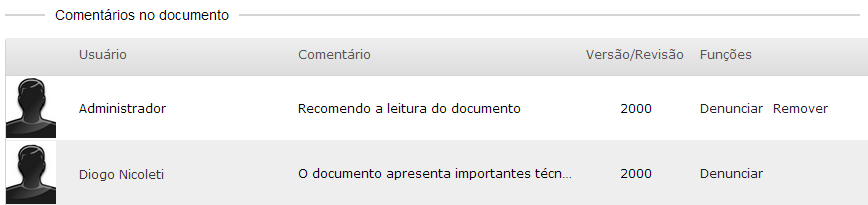 Comentários no documento
Usuário Comentário Versão/Revisão Funções
Administrador Recomendo a leitura do documento 2000 Denunciar Remover
Diogo Nicoleti O documento apresenta importantes técn... 2000 Denunciar